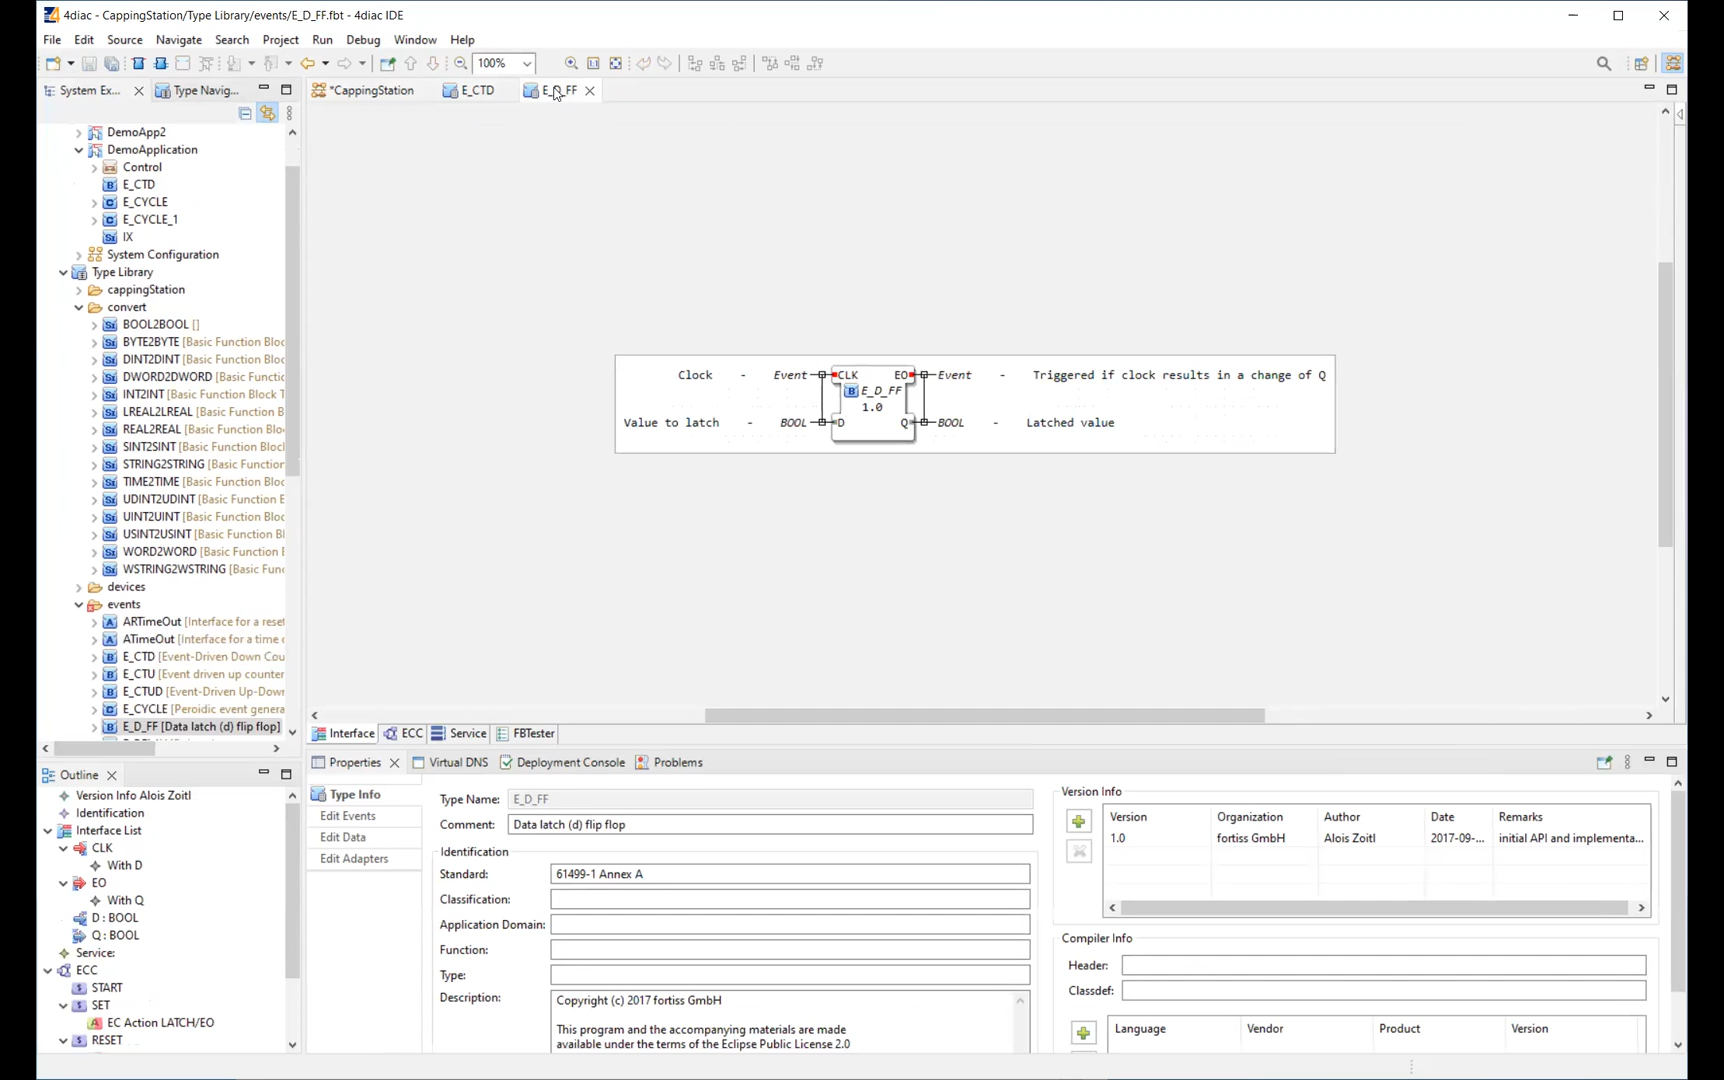 4diac - CappingStation/Type Library/events/E_D_FF.fbt - 4diac IDE
File Edit Source Navigate Search Project Run Debug Window Help
100%
System Ex... Type Navig... *CappingStation E_CTD E_D_FF
DemoApp2
DemoApplication
Control
E_CTD
E_CYCLE
E_CYCLE_1
IX
System Configuration
Type Library
cappingStation
convert
BOOL2BOOL []
BYTE2BYTE [Basic Function Bloc
DINT2DINT [Basic Function Block
DWORD2DWORD [Basic Functic
INT2INT [Basic Function Block T
LREAL2LREAL [Basic Function Bl
REAL2REAL [Basic Function Bloc
SINT2SINT [Basic Function Block
STRING2STRING [Basic Function
TIME2TIME [Basic Function Block
UDINT2UDINT [Basic Function E
UINT2UINT [Basic Function Block
USINT2USINT [Basic Function Bl
WORD2WORD [Basic Function E
WSTRING2WSTRING [Basic Func
devices
events
ARTimeOut [Interface for a reset
ATimeOut [Interface for a time o
E_CTD [Event-Driven Down Cou
E_CTU [Event driven up counter
E_CTUD [Event-Driven Up-Down
E_CYCLE [Peroidic event genera
E_D_FF [Data latch (d) flip flop]
Clock - Event CLK EO Event - Triggered if clock results in a change of Q
B E_D_FF
1.0
Value to latch - BOOL D Q BOOL - Latched value
Interface ECC Service FBTester
Outline
Version Info Alois Zoitl
Identification
Interface List
CLK
With D
EO
With Q
D : BOOL
Q : BOOL
Service:
ECC
START
SET
EC Action LATCH/EO
RESET
Properties Virtual DNS Deployment Console Problems
Type Info
Edit Events
Edit Data
Edit Adapters
Type Name: E_D_FF
Comment: Data latch (d) flip flop
Identification
Standard: 61499-1 Annex A
Classification:
Application Domain:
Function:
Type:
Description: Copyright (c) 2017 fortiss GmbH
This program and the accompanying materials are made
available under the terms of the Eclipse Public License 2.0
Version Info
Version Organization Author Date Remarks
1.0 fortiss GmbH Alois Zoitl 2017-09-... initial API and implementa...
Compiler Info
Header:
Classdef:
Language Vendor Product Version